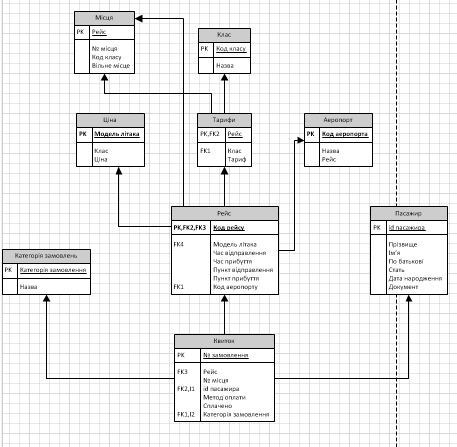 Місця
PK Рейс
№ місця
Код класу
Вільне місце
Клас
PK Код класу
Назва
Ціна
PK Модель літака
Клас
Ціна
Тарифи
PK,FK2 Рейс
FK1 Клас
Тариф
Аеропорт
PK Код аеропорта
Назва
Рейс
Рейс
PK,FK2,FK3 Код рейсу
FK4 Модель літака
Час відправлення
Час прибуття
Пункт відправлення
Пункт прибуття
FK1 Код аеропорту
Пасажир
PK id пасажира
Прізвище
Ім'я
По батькові
Стать
Дата народження
Документ
Категорія замовлень
PK Категорія замовлення
Назва
Квиток
PK № замовлення
FK3 Рейс
№ місця
FK2,I1 id пасажира
Метод оплати
Сплачено
FK1,I2 Категорія замовлення